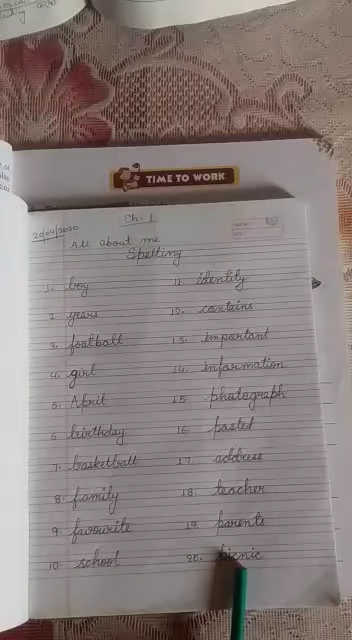 TIME TO WORK
Ch-1
20/04/2020
All about me
Spelling
1. boy
2. years
3. football
4. girl
5. April
6. birthday
7. basketball
8. family
9. favourite
10. school
11. identity
12. contains
13. important
14. information
15. photograph
16. pasted
17. address
18. teacher
19. parents
20. picnic